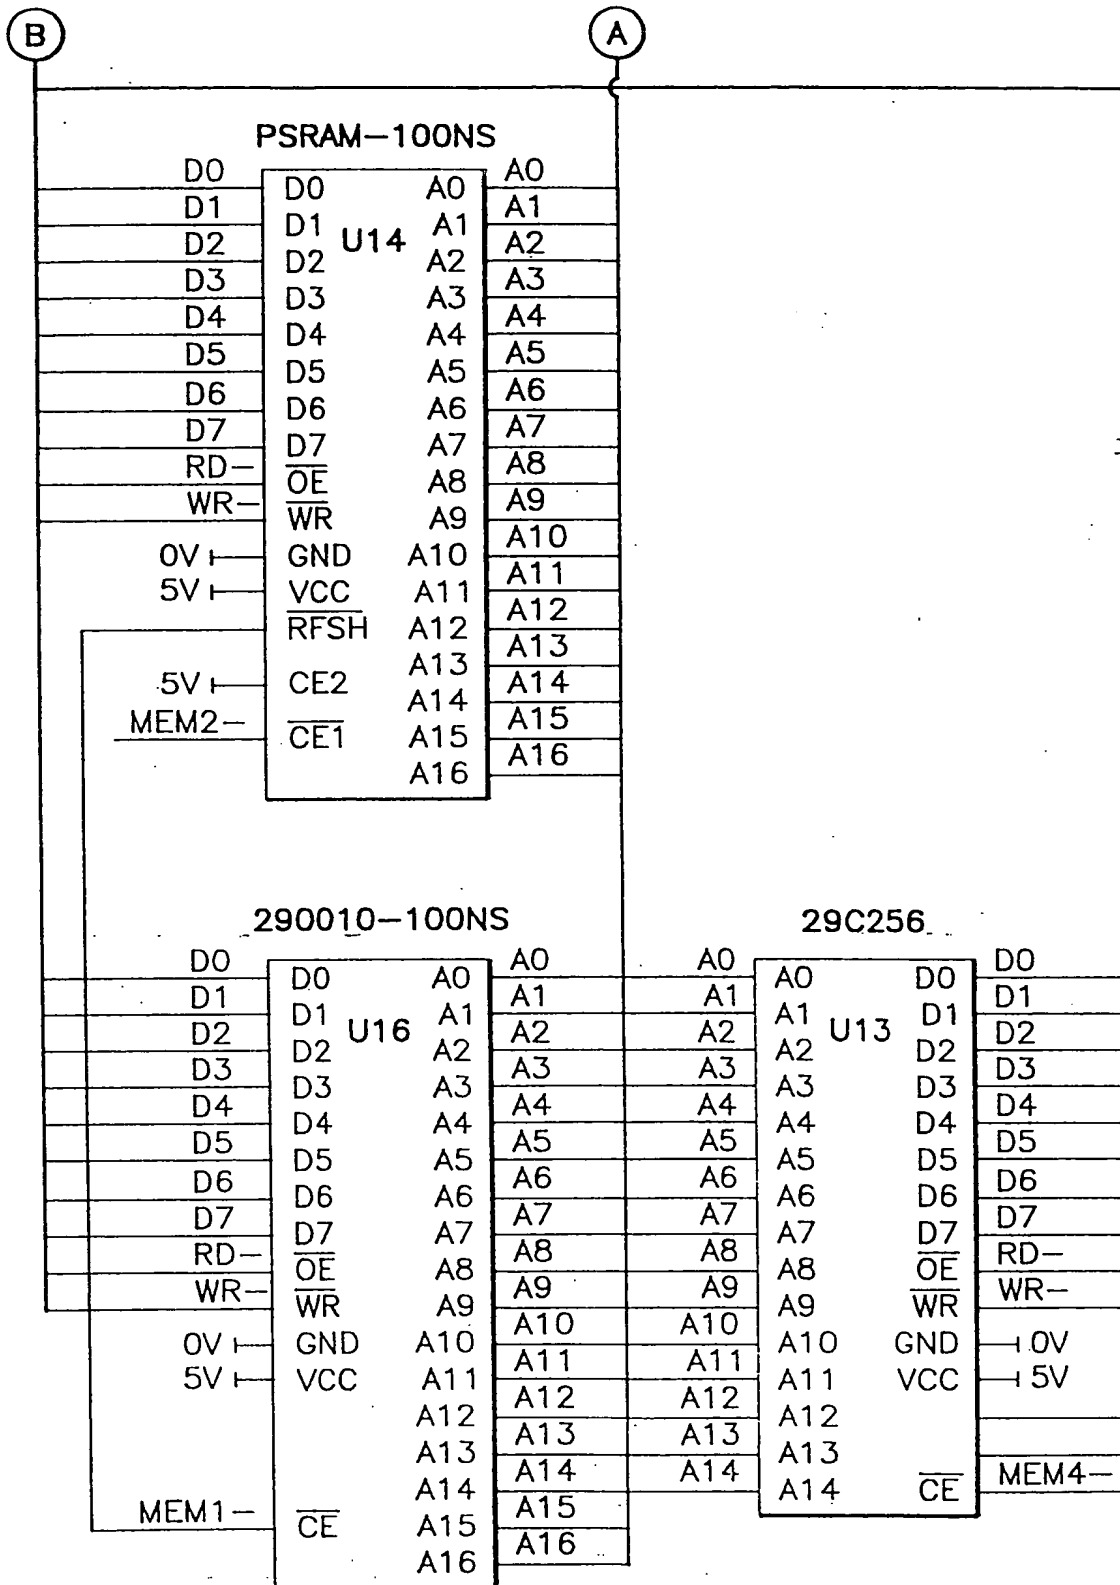 B A
PSRAM-100NS
D0 D0 A0 A0
D1 D1 A1 A1
U14
D2 D2 A2 A2
D3 D3 A3 A3
D4 D4 A4 A4
D5 D5 A5 A5
D6 D6 A6 A6
D7 D7 A7 A7
RD- OE A8 A8
WR- WR A9 A9
0V GND A10 A10
5V VCC A11 A11
RFSH A12 A12
A13 A13
5V CE2 A14 A14
MEM2- CE1 A15 A15
A16 A16
290010-100NS 29C256
D0 D0 A0 A0 A0 A0 D0 D0
D1 D1 A1 A1 A1 A1 D1 D1
U16 U13
D2 D2 A2 A2 A2 A2 D2 D2
D3 D3 A3 A3 A3 A3 D3 D3
D4 D4 A4 A4 A4 A4 D4 D4
D5 D5 A5 A5 A5 A5 D5 D5
D6 D6 A6 A6 A6 A6 D6 D6
D7 D7 A7 A7 A7 A7 D7 D7
RD- OE A8 A8 A8 A8 OE RD-
WR- WR A9 A9 A9 A9 WR WR-
0V GND A10 A10 A10 A10 GND 0V
5V VCC A11 A11 A11 A11 VCC 5V
A12 A12 A12 A12
A13 A13 A13 A13
A14 A14 A14 A14 CE MEM4-
MEM1- CE A15 A15
A16 A16